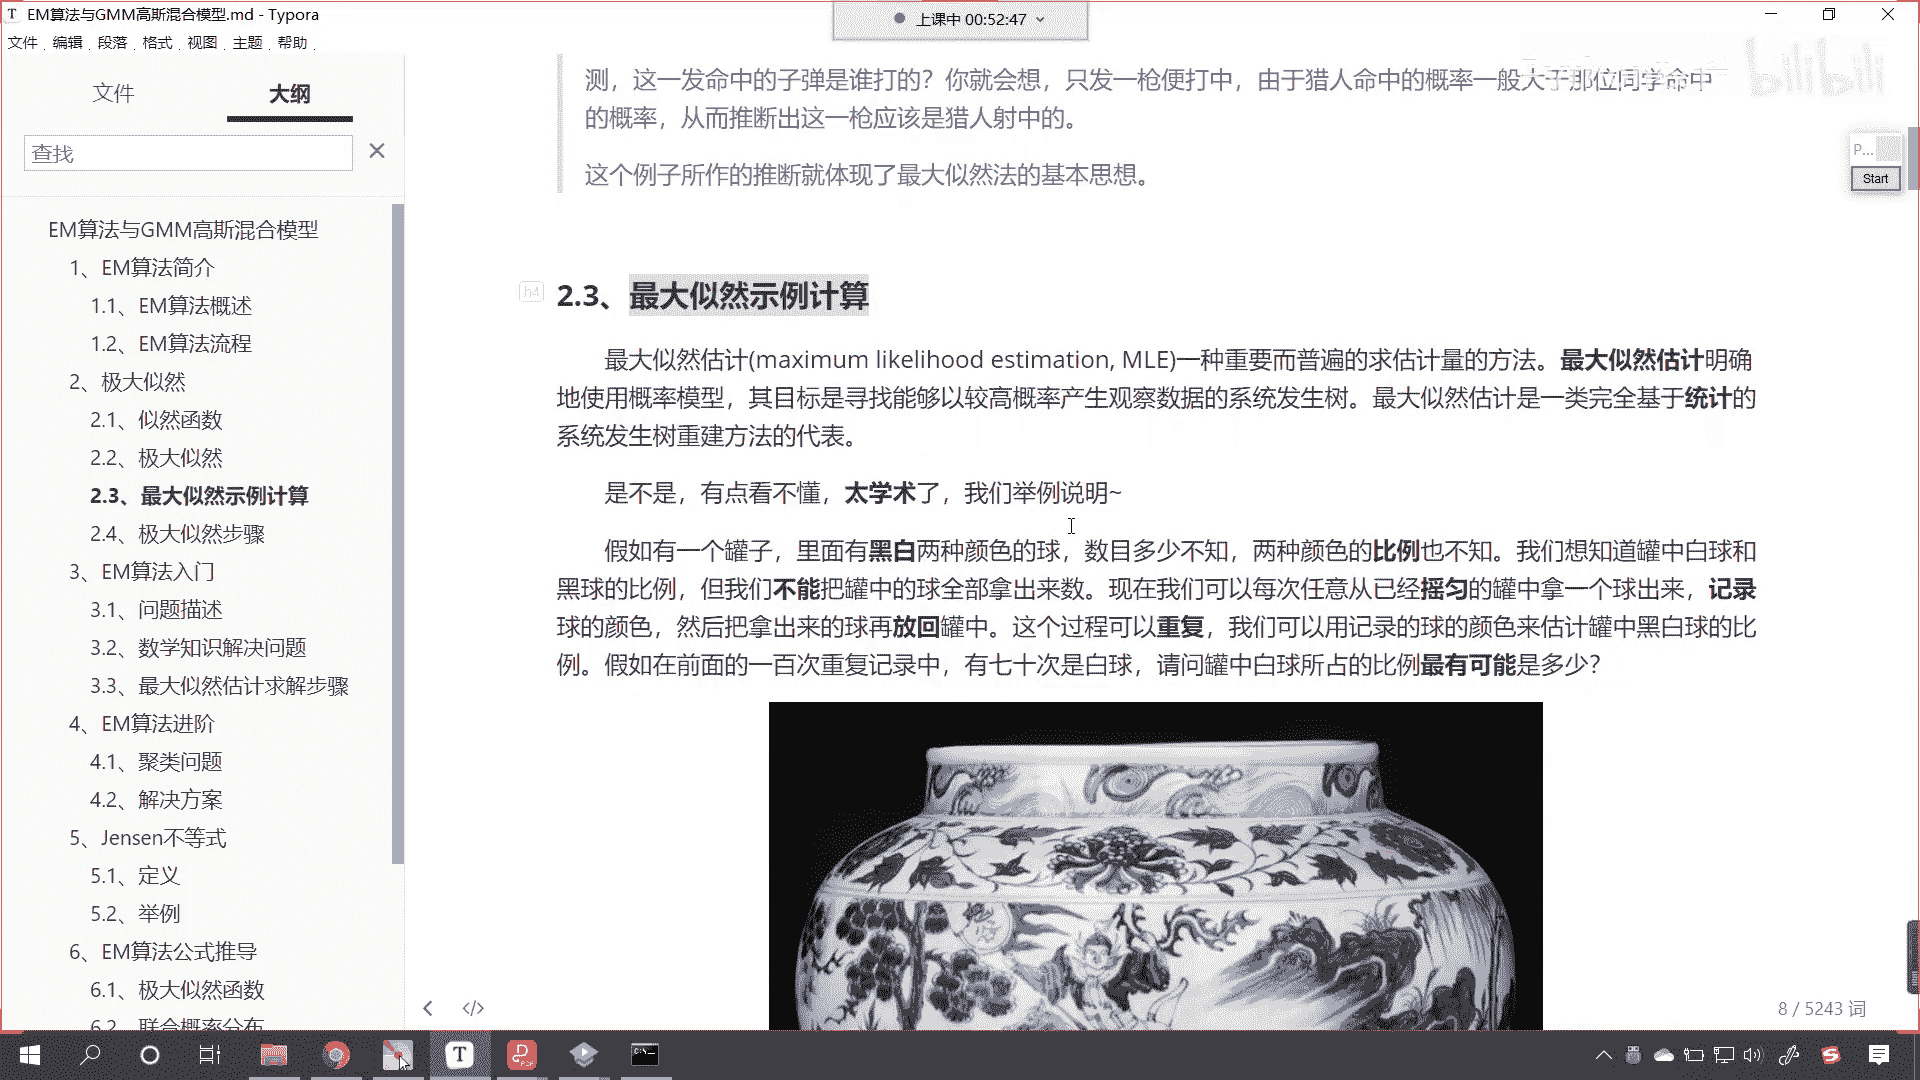 EM算法与GMM高斯混合模型.md - Typora
上课中 00:52:47
文件 编辑 段落 格式 视图 主题 帮助
bilibili
文件 大纲
查找
EM算法与GMM高斯混合模型
1、EM算法简介
1.1、EM算法概述
1.2、EM算法流程
2、极大似然
2.1、似然函数
2.2、极大似然
2.3、最大似然示例计算
2.4、极大似然步骤
3、EM算法入门
3.1、问题描述
3.2、数学知识解决问题
3.3、最大似然估计求解步骤
4、EM算法进阶
4.1、聚类问题
4.2、解决方案
5、Jensen不等式
5.1、定义
5.2、举例
6、EM算法公式推导
6.1、极大似然函数
6.2、联合概率分布
测，这一发命中的子弹是谁打的？你就会想，只发一枪便打中，由于猎人命中的概率一般大于那位同学命中
的概率，从而推断出这一枪应该是猎人射中的。
这个例子所作的推断就体现了最大似然法的基本思想。
h4
2.3、最大似然示例计算
最大似然估计(maximum likelihood estimation, MLE)一种重要而普遍的求估计量的方法。最大似然估计明确
地使用概率模型，其目标是寻找能够以较高概率产生观察数据的系统发生树。最大似然估计是一类完全基于统计的
系统发生树重建方法的代表。
是不是，有点看不懂，太学术了，我们举例说明~
假如有一个罐子，里面有黑白两种颜色的球，数目多少不知，两种颜色的比例也不知。我们想知道罐中白球和
黑球的比例，但我们不能把罐中的球全部拿出来数。现在我们可以每次任意从已经摇匀的罐中拿一个球出来，记录
球的颜色，然后把拿出来的球再放回罐中。这个过程可以重复，我们可以用记录的球的颜色来估计罐中黑白球的比
例。假如在前面的一百次重复记录中，有七十次是白球，请问罐中白球所占的比例最有可能是多少？
P...
Start
8 / 5243 词